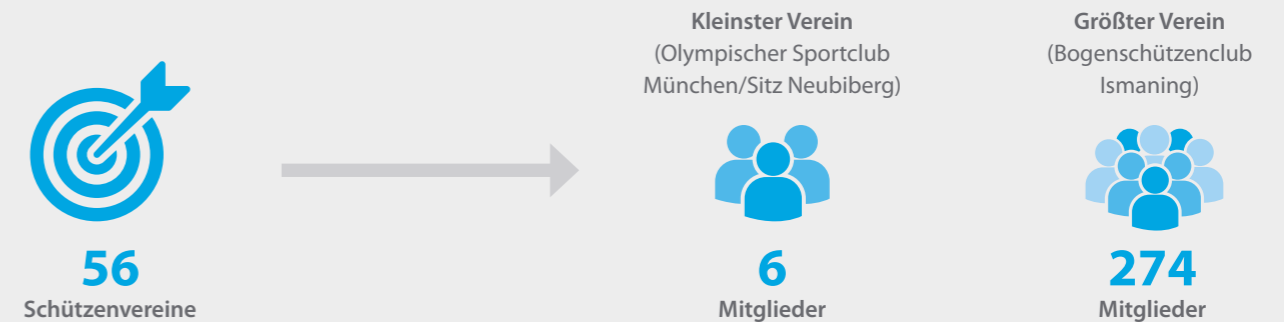 56
Schützenvereine
Kleinster Verein
(Olympischer Sportclub
München/Sitz Neubiberg)
6
Mitglieder
Größter Verein
(Bogenschützenclub
Ismaning)
274
Mitglieder